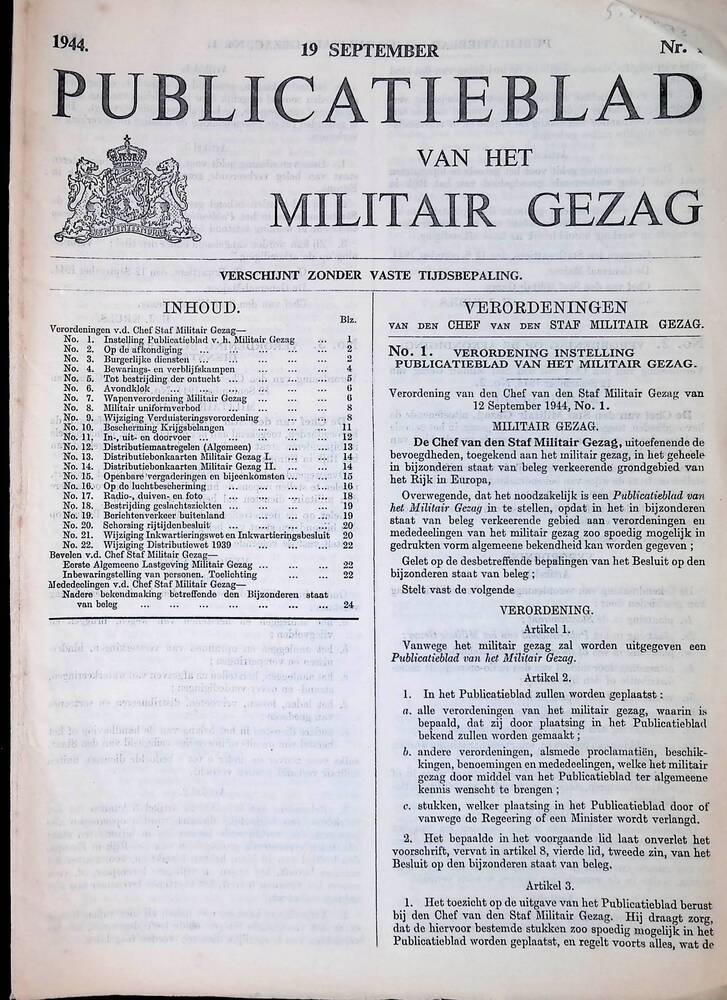 1944.
19 SEPTEMBER
Nr.
PUBLICATIEBLAD
VAN HET
MILITAIR GEZAG
VERSCHIJNT ZONDER VASTE TIJDSBEPALING.
INHOUD.
Blz.
Verordeningen v.d. Chef Staf Militair Gezag—
No. 1. Instelling Publicatieblad v. h. Militair Gezag ... 1
No. 2. Op de afkondiging ... ... ... ... ... 2
No. 3. Burgerlijke diensten ... ... ... ... ... 2
No. 4. Bewarings- en verblijfskampen ... ... ... 4
No. 5. Tot bestrijding der ontucht ... ... ... ... 5
No. 6. Avondklok ... ... ... ... ... ... 6
No. 7. Wapenverordening Militair Gezag ... ... 6
No. 8. Militair uniformverbod ... ... ... ... 8
No. 9. Wijziging Verduisteringsverordening ... ... 8
No. 10. Bescherming Krijgsbelangen ... ... ... 11
No. 11. In-, uit- en doorvoer ... ... ... ... ... 12
No. 12. Distributiemaatregelen (Algemeen) ... ... 13
No. 13. Distributiebonkaarten Militair Gezag I. ... 14
No. 14. Distributiebonkaarten Militair Gezag II. ... ... 14
No. 15. Openbare vergaderingen en bijeenkomsten ... ... 15
No. 16. Op de luchtbescherming ... ... ... ... 16
No. 17. Radio-, duiven- en foto ... ... ... ... 18
No. 18. Bestrijding geslachtsziekten ... ... ... 19
No. 19. Berichtenverkeer buitenland ... ... ... 19
No. 20. Schorsing rijtijdenbesluit ... ... ... ... 20
No. 21. Wijziging Inkwartieringswet en Inkwartieringsbesluit 20
No. 22. Wijziging Distributiewet 1939 ... ... ... 22
Bevelen v.d. Chef Staf Militair Gezag—
Eerste Algemeene Lastgeving Militair Gezag ... ... 22
Inbewaringstelling van personen. Toelichting ... ... 22
Mededeelingen v.d. Chef Staf Militair Gezag—
Nadere bekendmaking betreffende den Bijzonderen staat
van beleg ... ... ... ... ... ... ... 24
VERORDENINGEN
VAN DEN CHEF VAN DEN STAF MILITAIR GEZAG.
No. 1. VERORDENING INSTELLING
PUBLICATIEBLAD VAN HET MILITAIR GEZAG.
Verordening van den Chef van den Staf Militair Gezag van
12 September 1944, No. 1.
MILITAIR GEZAG.
De Chef van den Staf Militair Gezag, uitoefenende de
bevoegdheden, toegekend aan het militair gezag, in het geheele
in bijzonderen staat van beleg verkeerende grondgebied van
het Rijk in Europa,
Overwegende, dat het noodzakelijk is een Publicatieblad van
het Militair Gezag in te stellen, opdat in het in bijzonderen
staat van beleg verkeerende gebied aan verordeningen en
mededeelingen van het militair gezag zoo spoedig mogelijk in
gedrukten vorm algemeene bekendheid kan worden gegeven ;
Gelet op de desbetreffende bepalingen van het Besluit op den
bijzonderen staat van beleg ;
Stelt vast de volgende
VERORDENING.
Artikel 1.
Vanwege het militair gezag zal worden uitgegeven een
Publicatieblad van het Militair Gezag.
Artikel 2.
1. In het Publicatieblad zullen worden geplaatst :
a. alle verordeningen van het militair gezag, waarin is
bepaald, dat zij door plaatsing in het Publicatieblad
bekend zullen worden gemaakt ;
b. andere verordeningen, alsmede proclamatiën, beschik-
kingen, benoemingen en mededeelingen, welke het militair
gezag door middel van het Publicatieblad ter algemeene
kennis wenscht te brengen ;
c. stukken, welker plaatsing in het Publicatieblad door of
vanwege de Regeering of een Minister wordt verlangd.
2. Het bepaalde in het voorgaande lid laat onverlet het
voorschrift, vervat in artikel 8, vierde lid, tweede zin, van het
Besluit op den bijzonderen staat van beleg.
Artikel 3.
1. Het toezicht op de uitgave van het Publicatieblad berust
bij den Chef van den Staf Militair Gezag. Hij draagt zorg,
dat de hiervoor bestemde stukken zoo spoedig mogelijk in het
Publicatieblad worden geplaatst, en regelt voorts alles, wat de